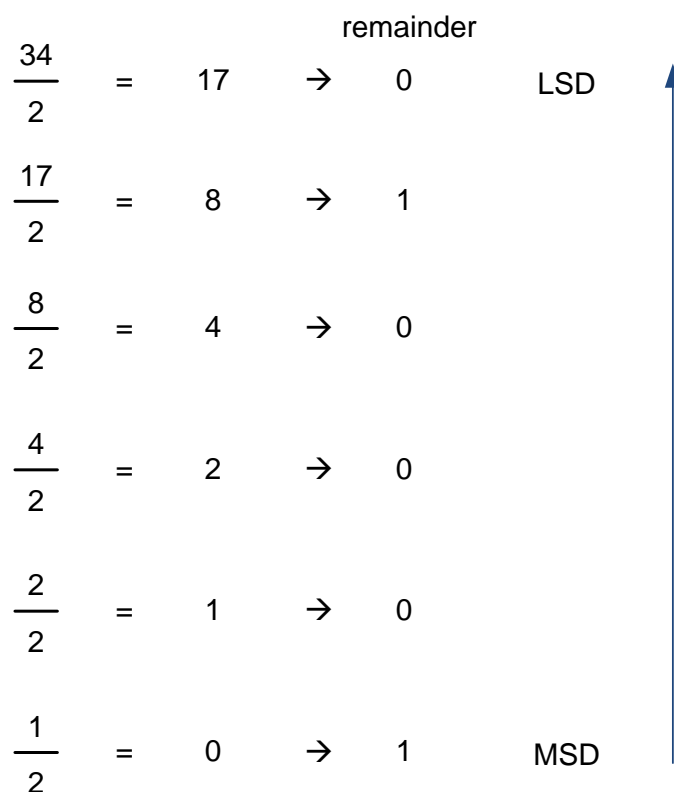 remainder
34
2 = 17 → 0 LSD
17
2 = 8 → 1
8
2 = 4 → 0
4
2 = 2 → 0
2
2 = 1 → 0
1
2 = 0 → 1 MSD